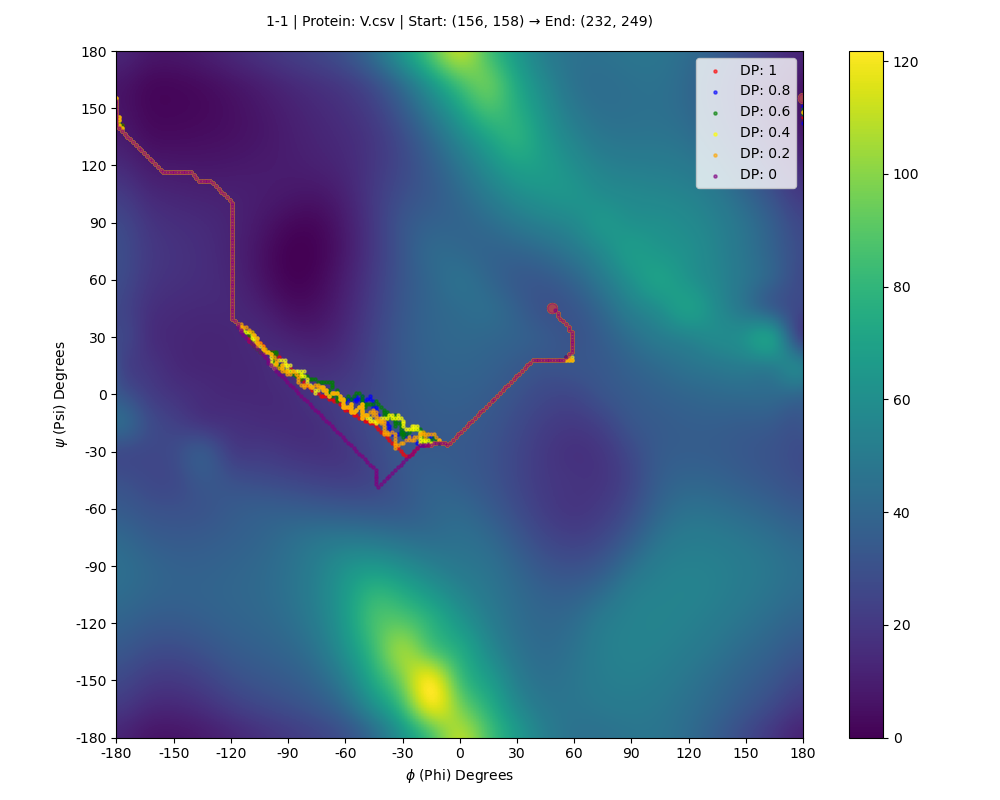 1-1 | Protein: V.csv | Start: (156, 158) → End: (232, 249)
DP: 1
DP: 0.8
DP: 0.6
DP: 0.4
DP: 0.2
DP: 0
180
150
120
90
60
30
0
-30
-60
-90
-120
-150
-180
ψ (Psi) Degrees
-180 -150 -120 -90 -60 -30 0 30 60 90 120 150 180
ϕ (Phi) Degrees
120
100
80
60
40
20
0